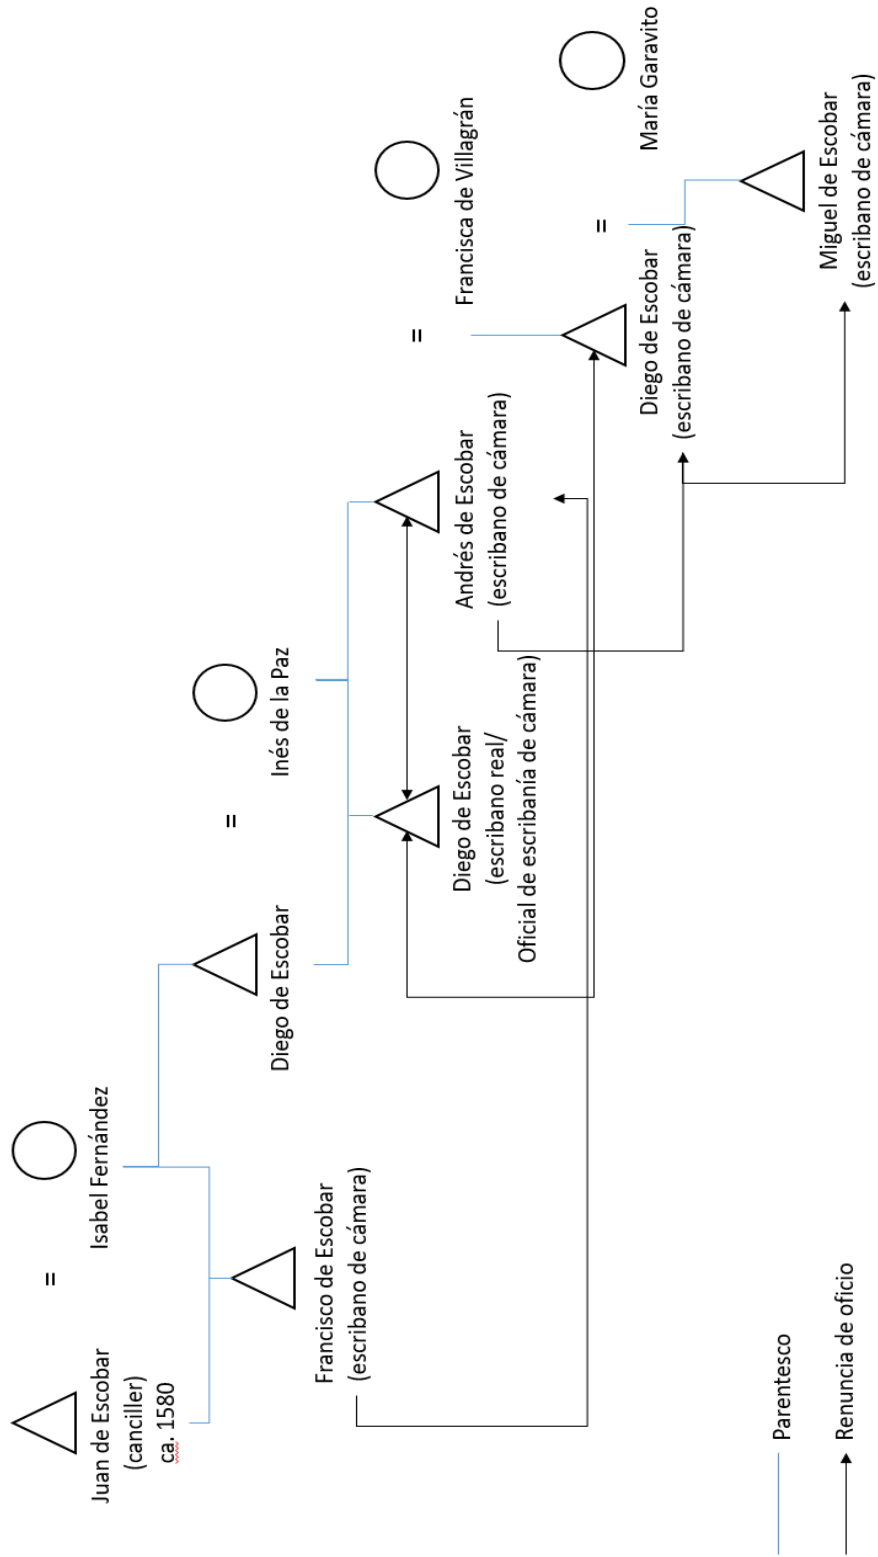 Juan de Escobar
(canciller)
ca. 1580
=
Isabel Fernández
Francisco de Escobar
(escribano de cámara)
Diego de Escobar
=
Inés de la Paz
Diego de Escobar
(escribano real/
Oficial de escribanía de cámara)
Andrés de Escobar
(escribano de cámara)
=
Francisca de Villagrán
Diego de Escobar
(escribano de cámara)
=
María Garavito
Miguel de Escobar
(escribano de cámara)
Parentesco
Renuncia de oficio